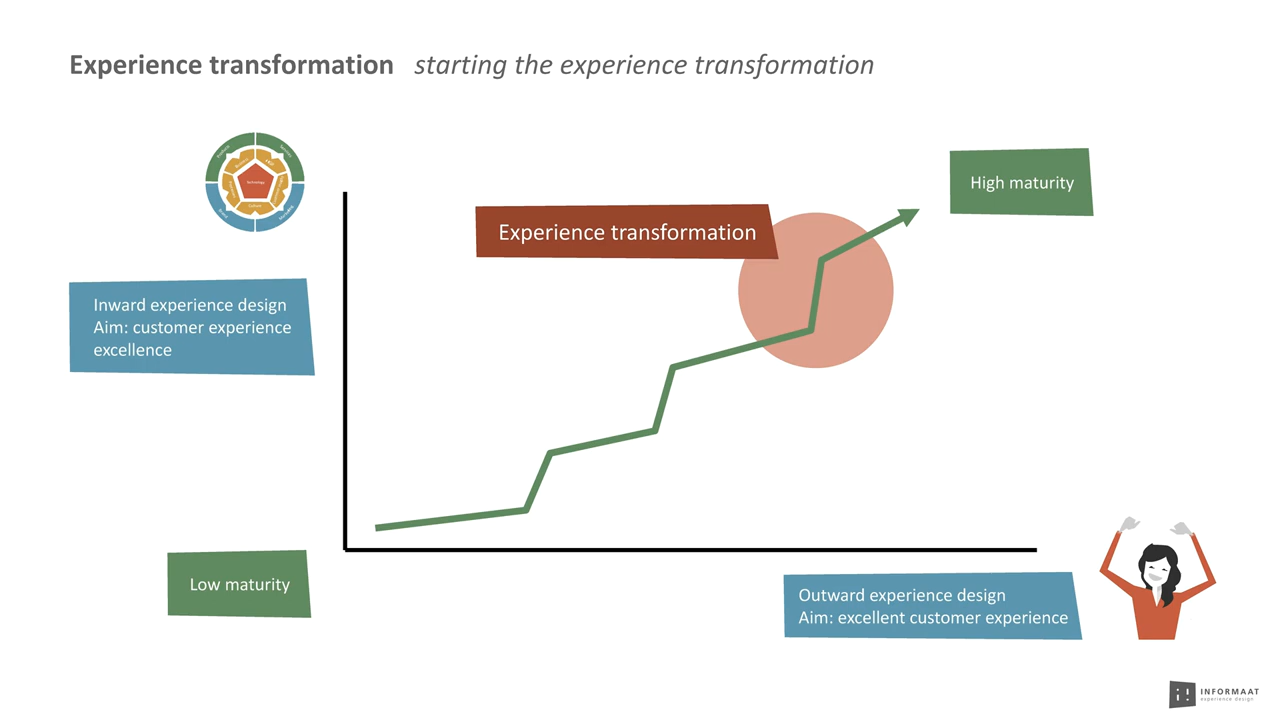 Experience transformation starting the experience transformation
Technology
High maturity
Experience transformation
Inward experience design
Aim: customer experience
excellence
Low maturity
Outward experience design
Aim: excellent customer experience
INFORMAAT
experience design